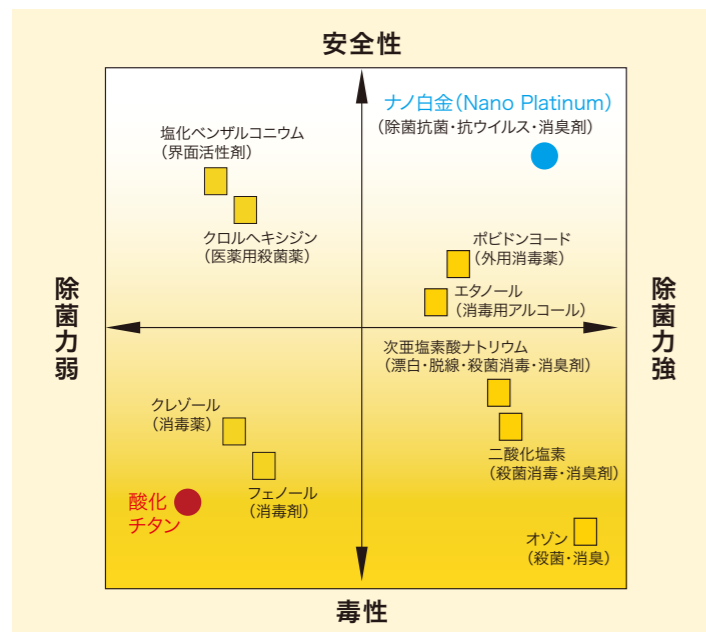 安全性
ナノ白金（Nano Platinum）
（除菌抗菌・抗ウイルス・消臭剤）
塩化ベンザルコニウム
（界面活性剤）
クロルヘキシジン
（医薬用殺菌薬）
ポビドンヨード
（外用消毒薬）
エタノール
（消毒用アルコール）
除菌力弱
除菌力強
次亜塩素酸ナトリウム
（漂白・脱線・殺菌消毒・消臭剤）
クレゾール
（消毒薬）
二酸化塩素
（殺菌消毒・消臭剤）
フェノール
（消毒剤）
酸化
チタン
オゾン
（殺菌・消臭）
毒性